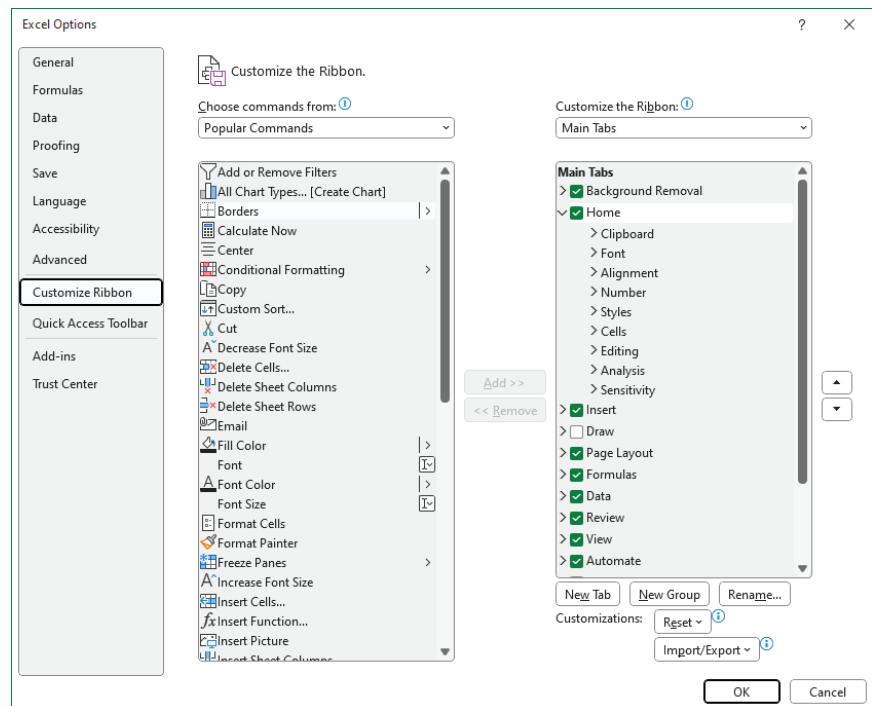 Excel Options
?
General
Formulas
Data
Proofing
Save
Language
Accessibility
Advanced
Customize Ribbon
Quick Access Toolbar
Add-ins
Trust Center
Customize the Ribbon.
Choose commands from:
Popular Commands
Add or Remove Filters
All Chart Types... [Create Chart]
Borders
Calculate Now
Center
Conditional Formatting
Copy
Custom Sort...
Cut
Decrease Font Size
Delete Cells...
Delete Sheet Columns
Delete Sheet Rows
Email
Fill Color
Font
Font Color
Font Size
Format Cells
Format Painter
Freeze Panes
Increase Font Size
Insert Cells...
Insert Function...
Insert Picture
Insert Sheet Columns
Add >>
<< Remove
Customize the Ribbon:
Main Tabs
Main Tabs
Background Removal
Home
Clipboard
Font
Alignment
Number
Styles
Cells
Editing
Analysis
Sensitivity
Insert
Draw
Page Layout
Formulas
Data
Review
View
Automate
New Tab New Group Rename...
Customizations: Reset
Import/Export
OK Cancel